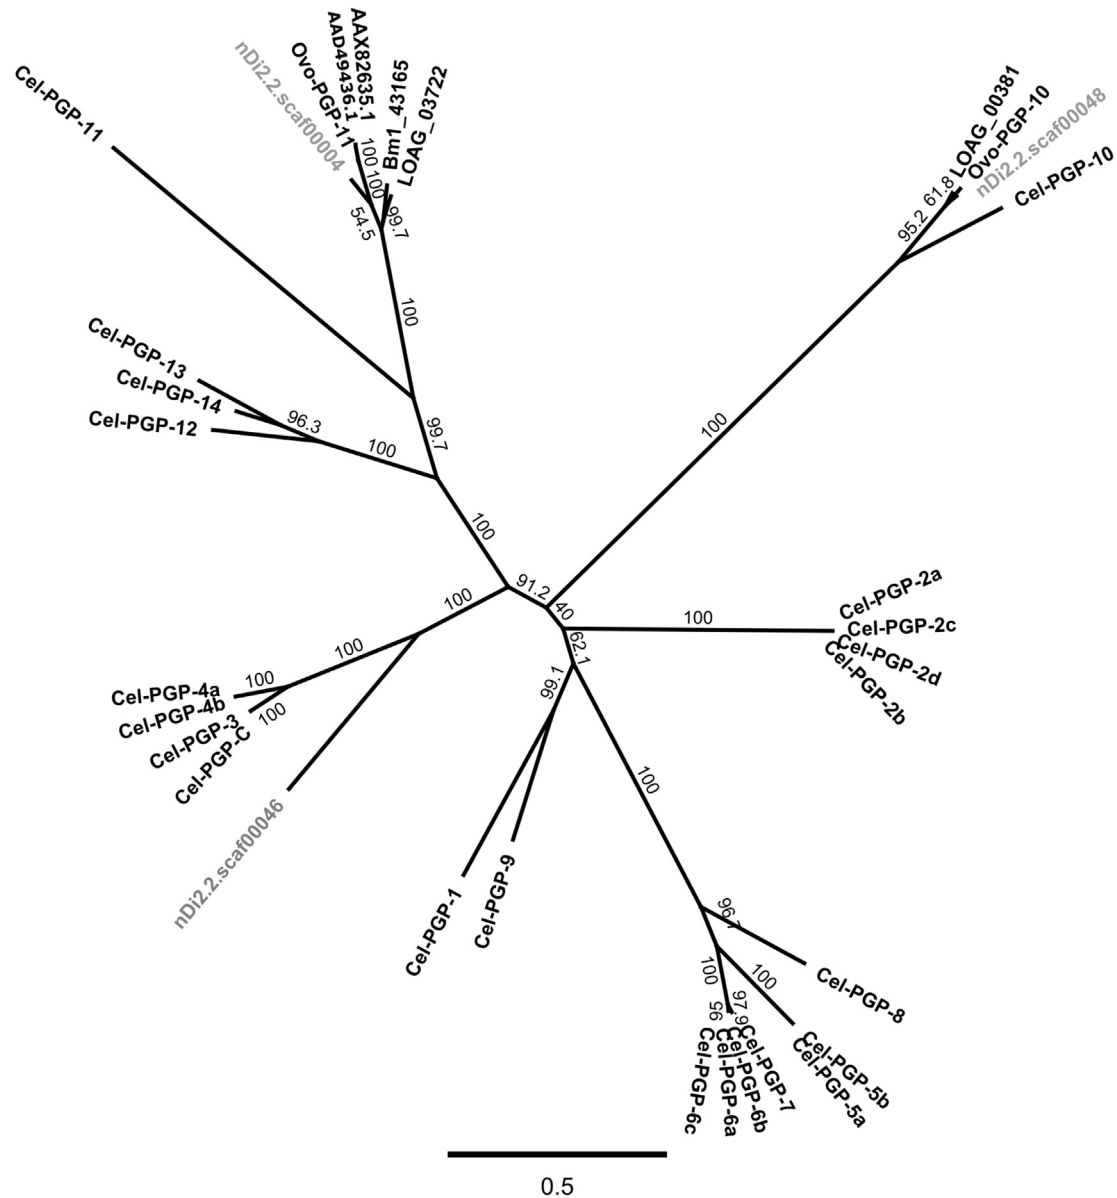 Cel-PGP-11
nDi2.2.scaf00004
Ovo-PGP-11
AAD49436.1
AAX82635.1
Bm1_43165
LOAG_03722
100
100
54.5
99.7
100
LOAG_00381
Ovo-PGP-10
nDi2.2.scaf00048
Cel-PGP-10
61.8
95.2
100
Cel-PGP-13
Cel-PGP-14
Cel-PGP-12
96.3
100
99.7
100
91.2
40
62.1
99.1
100
Cel-PGP-2a
Cel-PGP-2c
Cel-PGP-2d
Cel-PGP-2b
100
100
100
100
Cel-PGP-4a
Cel-PGP-4b
Cel-PGP-3
Cel-PGP-C
nDi2.2.scaf00046
Cel-PGP-1
Cel-PGP-9
100
96.7
Cel-PGP-8
100
Cel-PGP-5b
Cel-PGP-5a
100
95
97.9
Cel-PGP-7
Cel-PGP-6b
Cel-PGP-6a
Cel-PGP-6c
0.5